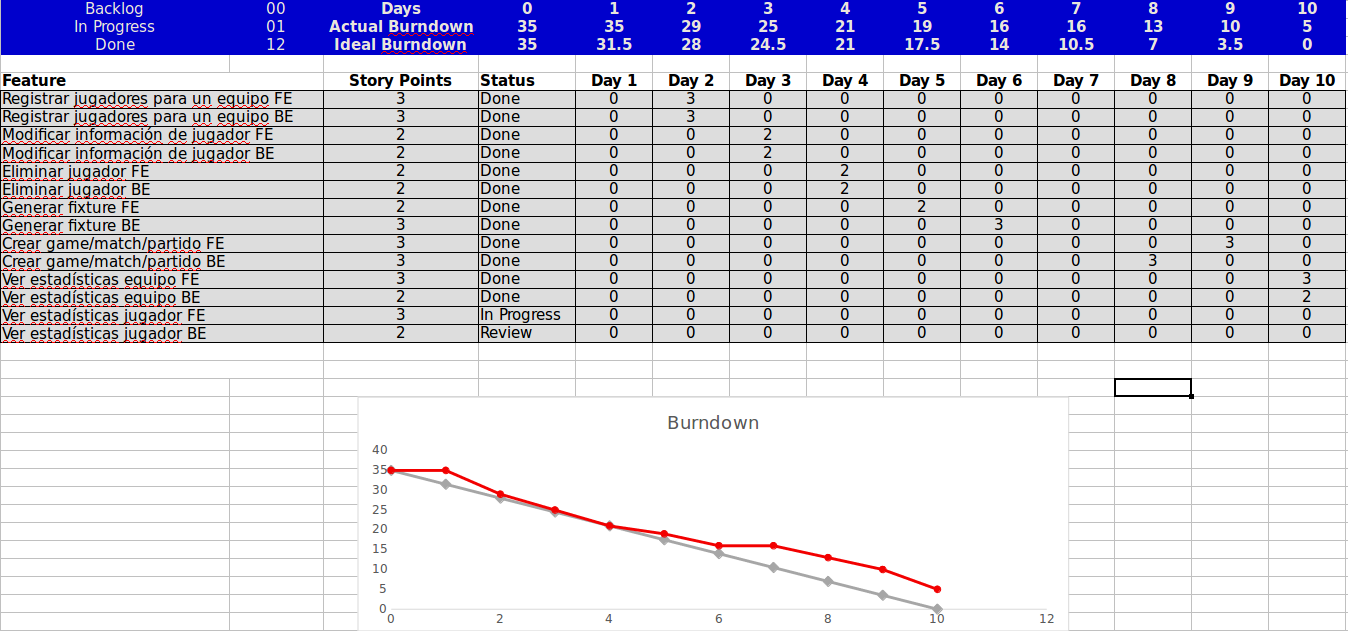 Backlog 00 Days 0 1 2 3 4 5 6 7 8 9 10
In Progress 01 Actual Burndown 35 35 29 25 21 19 16 16 13 10 5
Done 12 Ideal Burndown 35 31.5 28 24.5 21 17.5 14 10.5 7 3.5 0
Feature Story Points Status Day 1 Day 2 Day 3 Day 4 Day 5 Day 6 Day 7 Day 8 Day 9 Day 10
Registrar jugadores para un equipo FE 3 Done 0 3 0 0 0 0 0 0 0 0
Registrar jugadores para un equipo BE 3 Done 0 3 0 0 0 0 0 0 0 0
Modificar información de jugador FE 2 Done 0 0 2 0 0 0 0 0 0 0
Modificar información de jugador BE 2 Done 0 0 2 0 0 0 0 0 0 0
Eliminar jugador FE 2 Done 0 0 0 2 0 0 0 0 0 0
Eliminar jugador BE 2 Done 0 0 0 2 0 0 0 0 0 0
Generar fixture FE 2 Done 0 0 0 0 2 0 0 0 0 0
Generar fixture BE 3 Done 0 0 0 0 0 3 0 0 0 0
Crear game/match/partido FE 3 Done 0 0 0 0 0 0 0 0 3 0
Crear game/match/partido BE 3 Done 0 0 0 0 0 0 0 3 0 0
Ver estadísticas equipo FE 3 Done 0 0 0 0 0 0 0 0 0 3
Ver estadísticas equipo BE 2 Done 0 0 0 0 0 0 0 0 0 2
Ver estadísticas jugador FE 3 In Progress 0 0 0 0 0 0 0 0 0 0
Ver estadísticas jugador BE 2 Review 0 0 0 0 0 0 0 0 0 0
Burndown
40
35
30
25
20
15
10
5
0
0 2 4 6 8 10 12